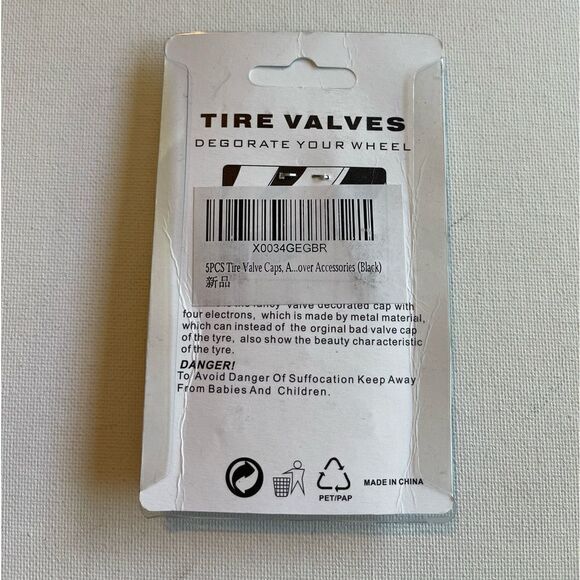 TIRE VALVES
DEGORATE YOUR WHEEL
X0034GEGBR
5PCS Tire Valve Caps, A...over Accessories (Black)
新品
valve decorated cap with
four electrons, which is made by metal material,
which can instead of the orginal bad valve cap
of the tyre, also show the beauty characteristic
of the tyre.
DANGER!
To Avoid Danger Of Suffocation Keep Away
From Babies And Children.
PET/PAP
MADE IN CHINA